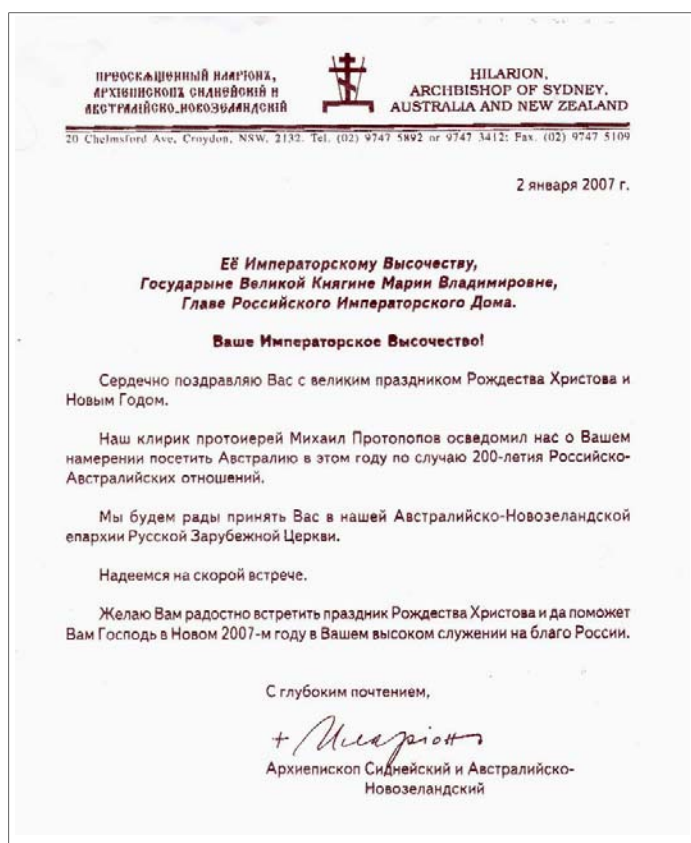 ПРЕОСВѦЩЕННЫЙ ИЛАРІОНЪ,
АРХІЕПИСКОПЪ СИДНЕЙСКІЙ И
АВСТРАЛІЙСКО-НОВОЗЕЛАНДСКІЙ
HILARION,
ARCHBISHOP OF SYDNEY,
AUSTRALIA AND NEW ZEALAND
20 Chelmsford Ave, Croydon, NSW, 2132. Tel. (02) 9747 5892 or 9747 3412; Fax. (02) 9747 5109
2 января 2007 г.
Её Императорскому Высочеству,
Государыне Великой Княгине Марии Владимировне,
Главе Российского Императорского Дома.
Ваше Императорское Высочество!
Сердечно поздравляю Вас с великим праздником Рождества Христова и
Новым Годом.
Наш клирик протоиерей Михаил Протопопов осведомил нас о Вашем
намерении посетить Австралию в этом году по случаю 200-летия Российско-
Австралийских отношений.
Мы будем рады принять Вас в нашей Австралийско-Новозеландской
епархии Русской Зарубежной Церкви.
Надеемся на скорой встрече.
Желаю Вам радостно встретить праздник Рождества Христова и да поможет
Вам Господь в Новом 2007-м году в Вашем высоком служении на благо России.
С глубоким почтением,
+ Иларіонъ
Архиепископ Сиднейский и Австралийско-
Новозеландский